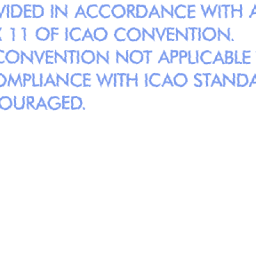 VIDED IN ACCORDANCE WITH A
X 11 OF ICAO CONVENTION.
CONVENTION NOT APPLICABLE
OMPLIANCE WITH ICAO STANDA
OURAGED.